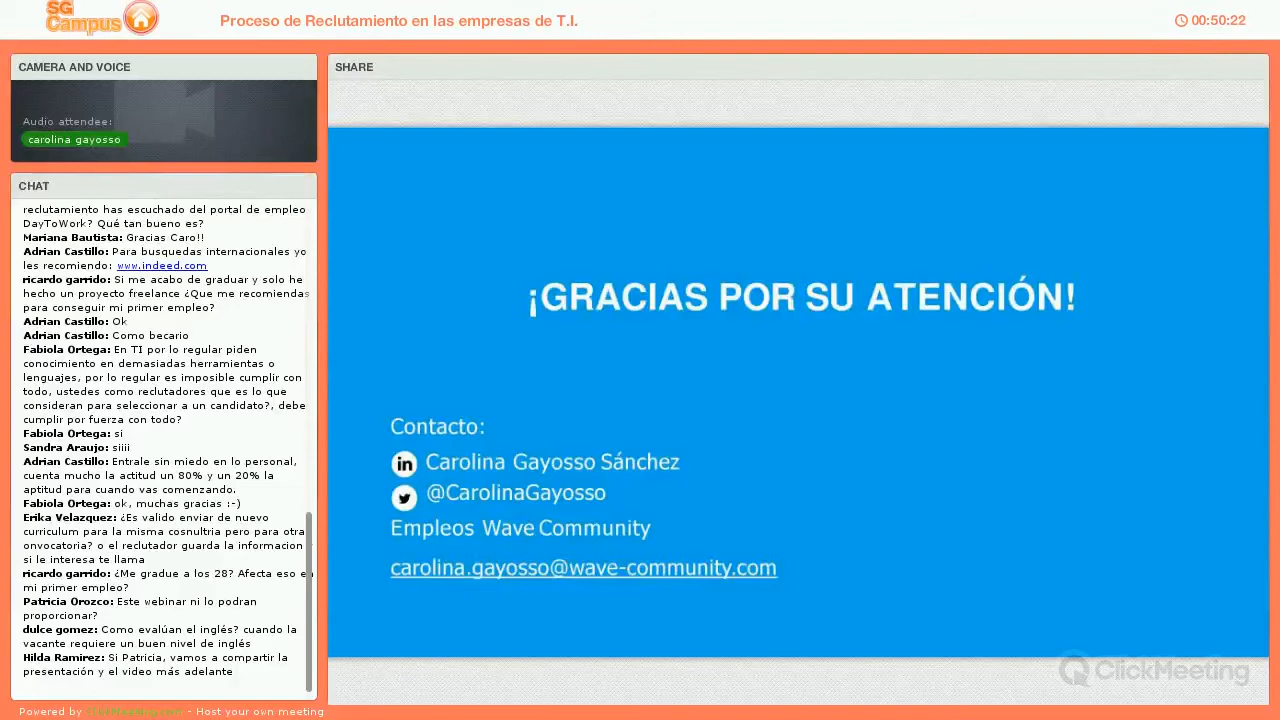 SG
Campus
Proceso de Reclutamiento en las empresas de T.I.
00:50:22
CAMERA AND VOICE
Audio attendee:
carolina gayosso
CHAT
reclutamiento has escuchado del portal de empleo
DayToWork? Qué tan bueno es?
Mariana Bautista: Gracias Caro!!
Adrian Castillo: Para busquedas internacionales yo
les recomiendo: www.indeed.com
ricardo garrido: Si me acabo de graduar y solo he
hecho un proyecto freelance ¿Que me recomiendas
para conseguir mi primer empleo?
Adrian Castillo: Ok
Adrian Castillo: Como becario
Fabiola Ortega: En TI por lo regular piden
conocimiento en demasiadas herramientas o
lenguajes, por lo regular es imposible cumplir con
todo, ustedes como reclutadores que es lo que
consideran para seleccionar a un candidato?, debe
cumplir por fuerza con todo?
Fabiola Ortega: si
Sandra Araujo: siiii
Adrian Castillo: Entrale sin miedo en lo personal,
cuenta mucho la actitud un 80% y un 20% la
aptitud para cuando vas comenzando.
Fabiola Ortega: ok, muchas gracias :-)
Erika Velazquez: ¿Es valido enviar de nuevo
curriculum para la misma cosnultria pero para otra
onvocatoria? o el reclutador guarda la informacion
si le interesa te llama
ricardo garrido: ¿Me gradue a los 28? Afecta eso en
mi primer empleo?
Patricia Orozco: Este webinar ni lo podran
proporcionar?
dulce gomez: Como evalúan el inglés? cuando la
vacante requiere un buen nivel de inglés
Hilda Ramirez: Si Patricia, vamos a compartir la
presentación y el video más adelante
Powered by ClickMeeting.com - Host your own meeting
SHARE
¡GRACIAS POR SU ATENCIÓN!
Contacto:
in Carolina Gayosso Sánchez
@CarolinaGayosso
Empleos Wave Community
carolina.gayosso@wave-community.com
ClickMeeting